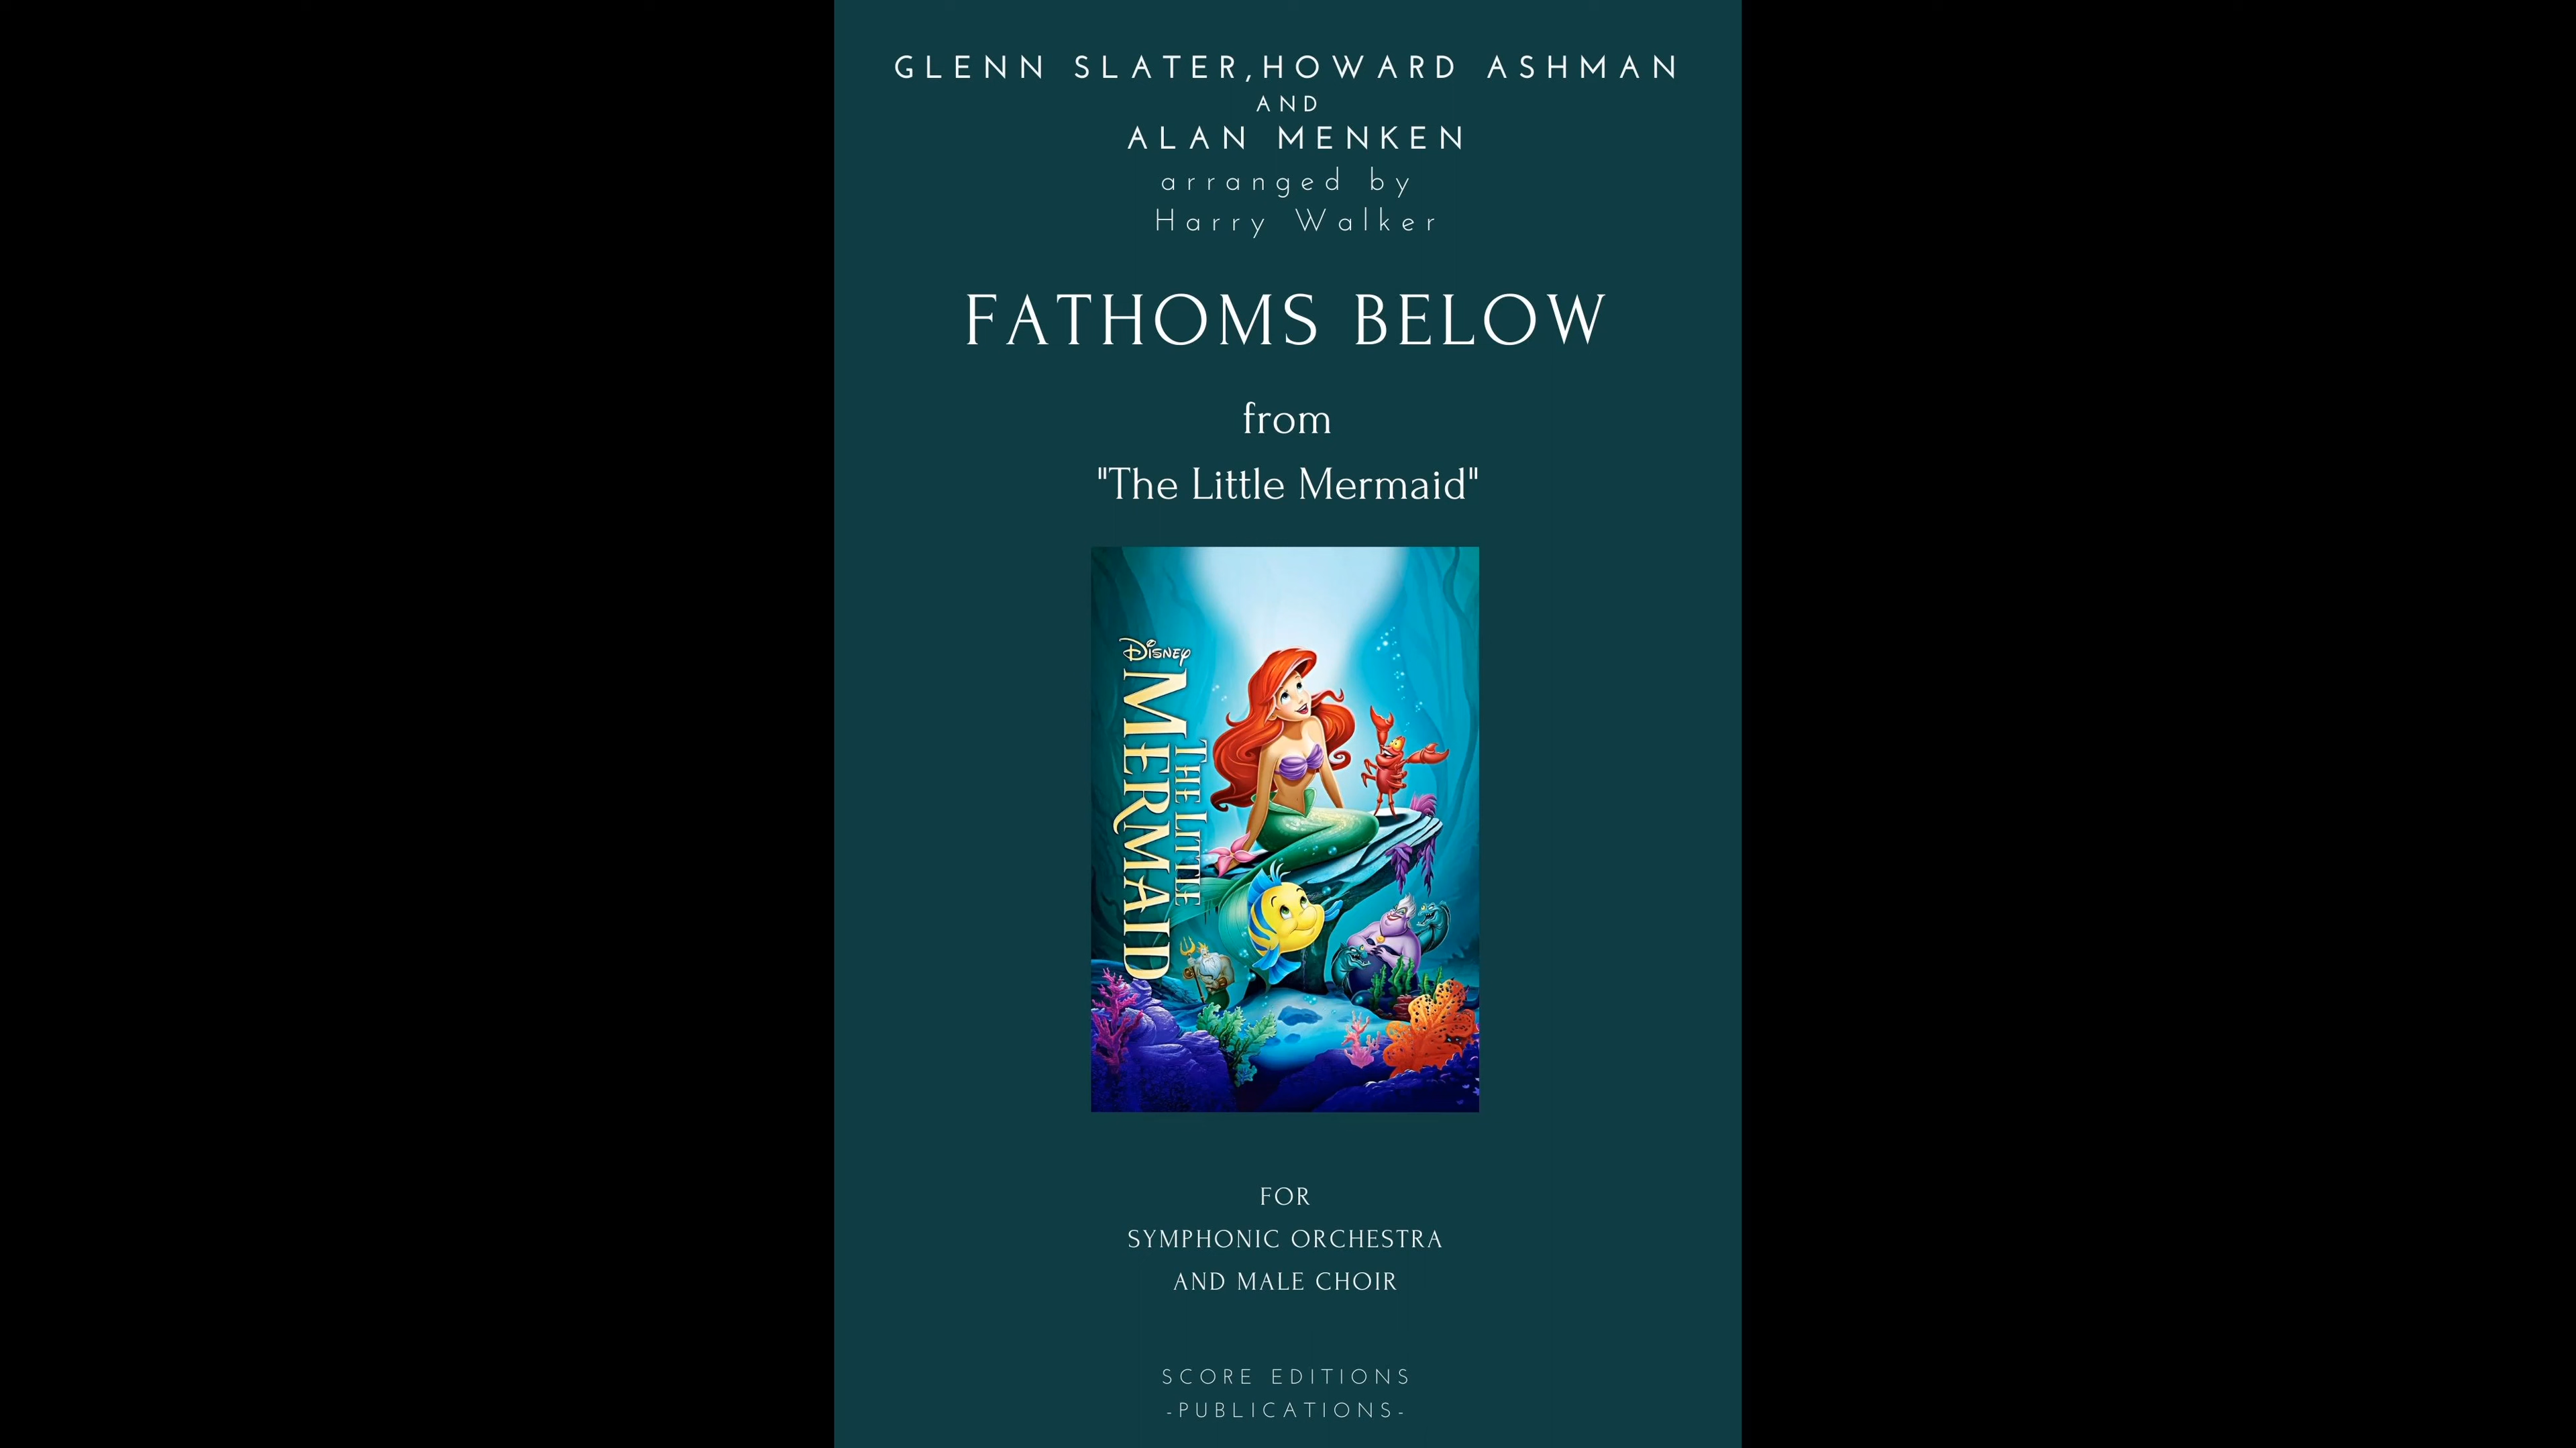 GLENN SLATER,HOWARD ASHMAN
AND
ALAN MENKEN
arranged by
Harry Walker
FATHOMS BELOW
from
"The Little Mermaid"
DISNEY
THE LITTLE
MERMAID
FOR
SYMPHONIC ORCHESTRA
AND MALE CHOIR
SCORE EDITIONS
-PUBLICATIONS-